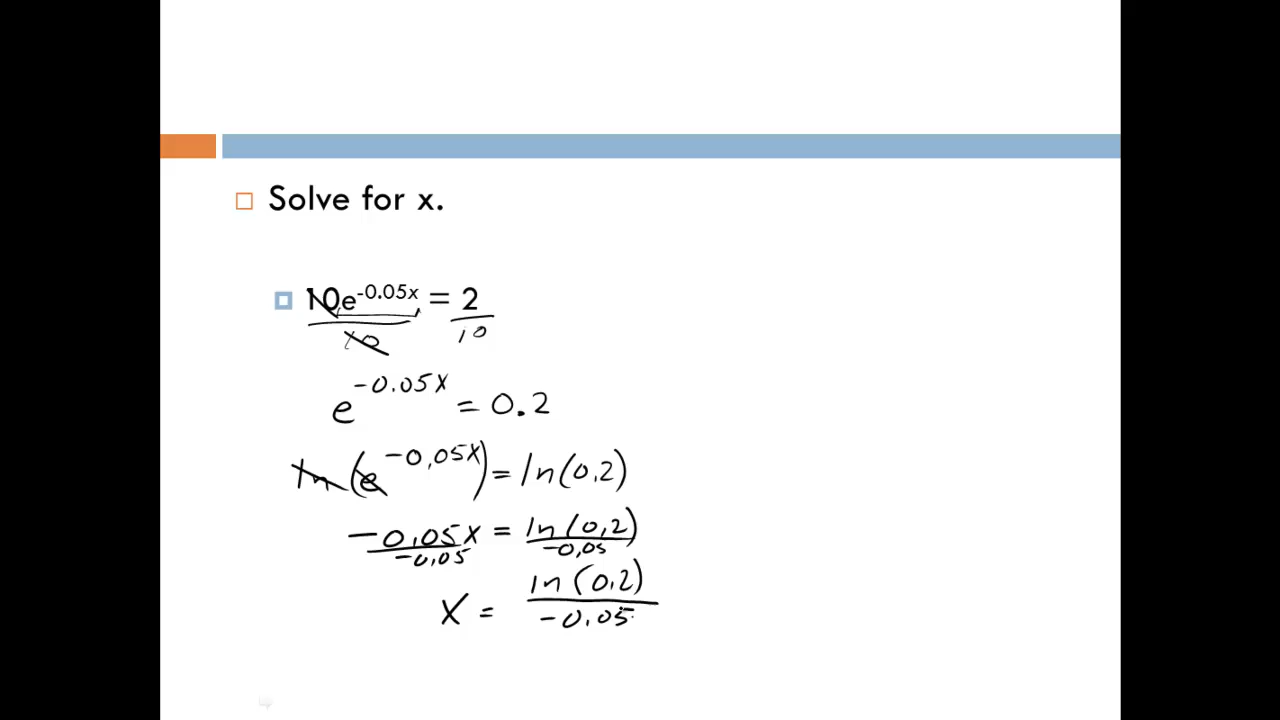 Solve for x.
10e^-0.05x = 2
10 10
e^-0.05x = 0.2
ln(e^-0,05x) = ln(0,2)
-0,05x = ln(0,2)
-0,05 -0,05
x = ln(0,2)
-0,05